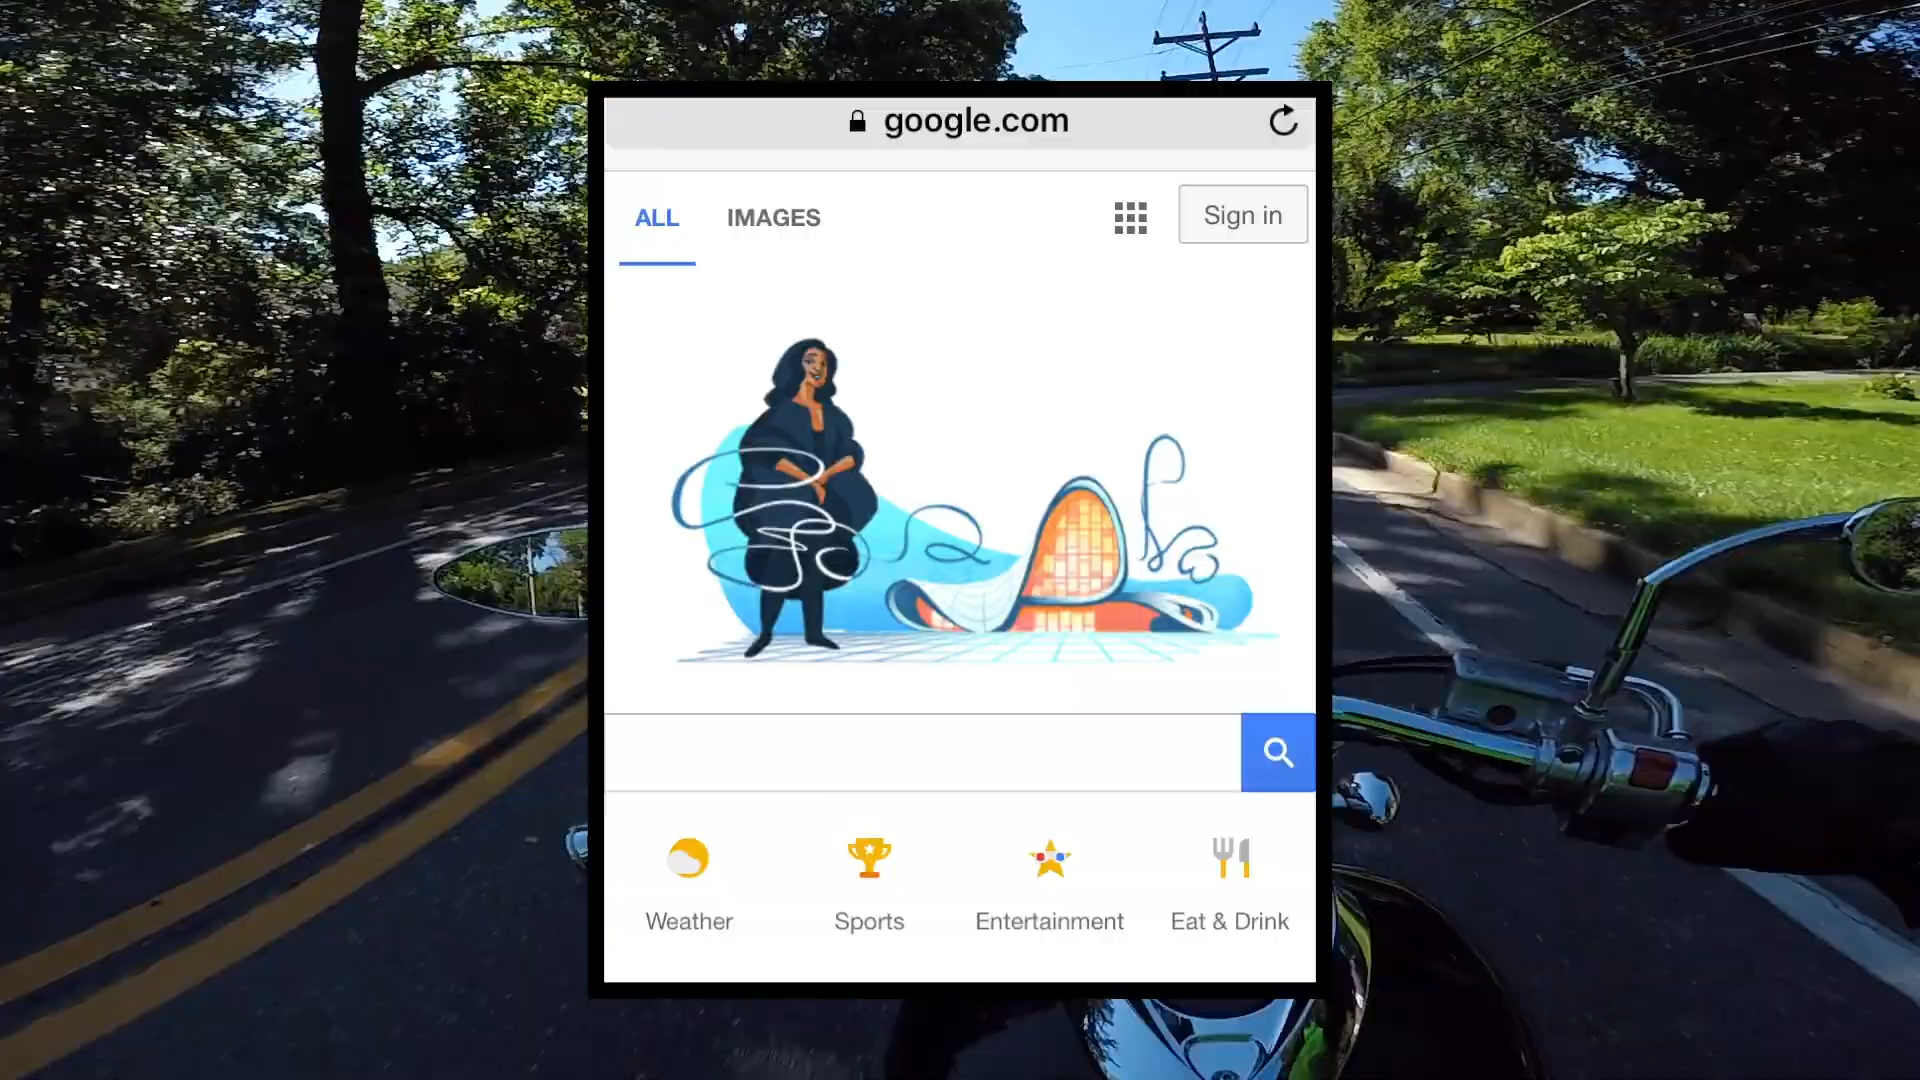 google.com
ALL IMAGES
Sign in
Weather Sports Entertainment Eat & Drink